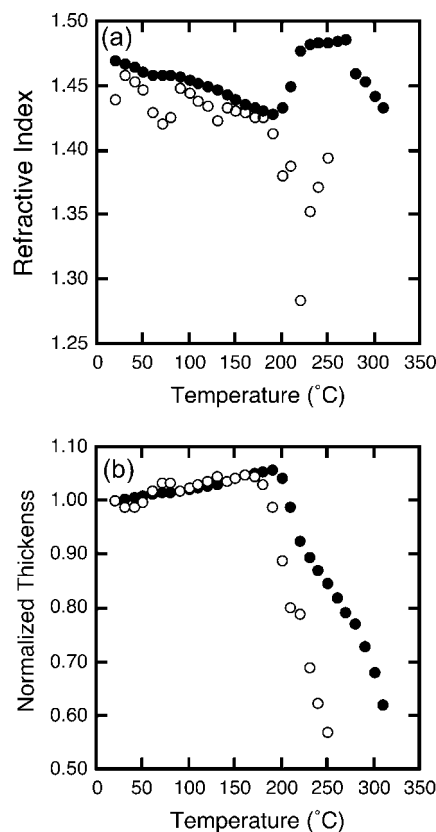 (a)
1.50
1.45
1.40
1.35
1.30
1.25
Refractive Index
0 50 100 150 200 250 300 350
Temperature (°C)
(b)
1.10
1.00
0.90
0.80
0.70
0.60
0.50
Normalized Thickenss
0 50 100 150 200 250 300 350
Temperature (°C)